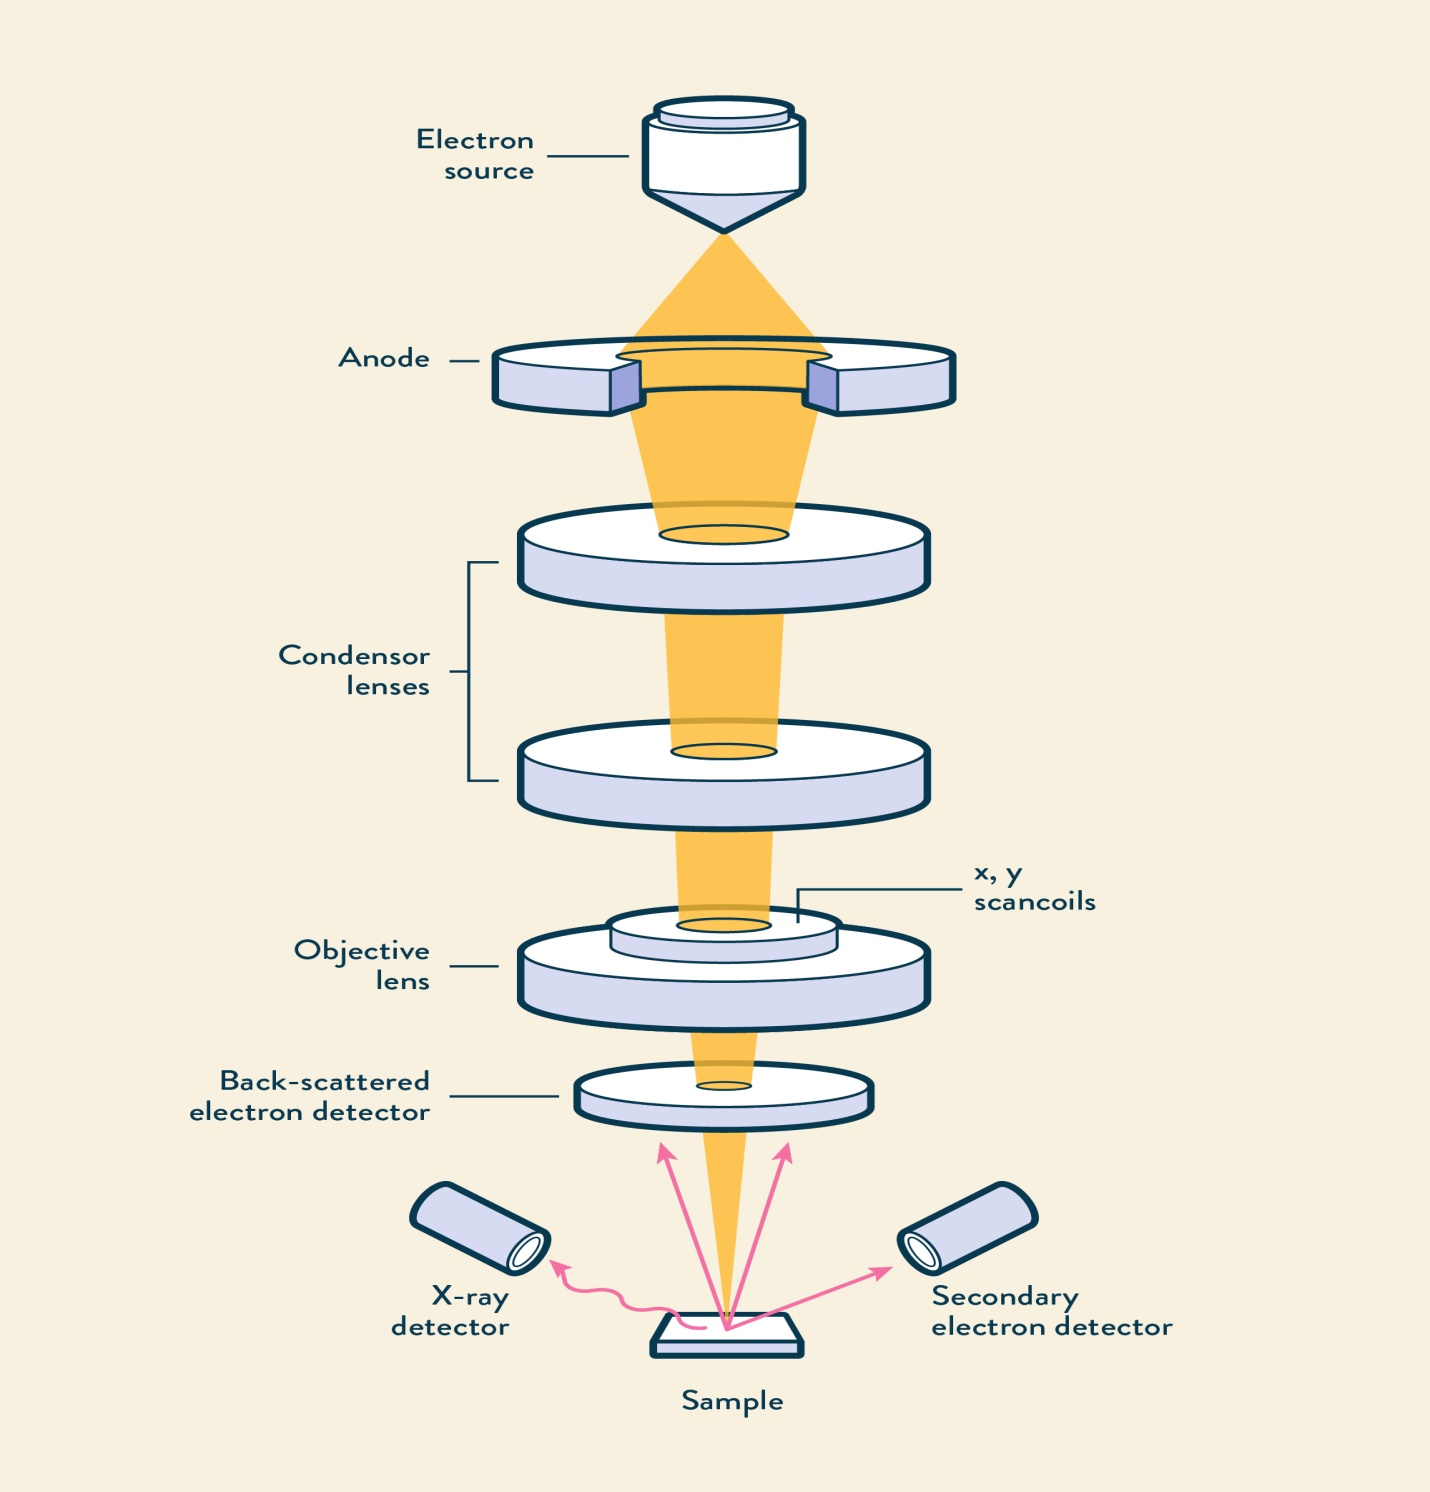 Electron
source
Anode
Condensor
lenses
x, y
scancoils
Objective
lens
Back-scattered
electron detector
X-ray
detector
Secondary
electron detector
Sample